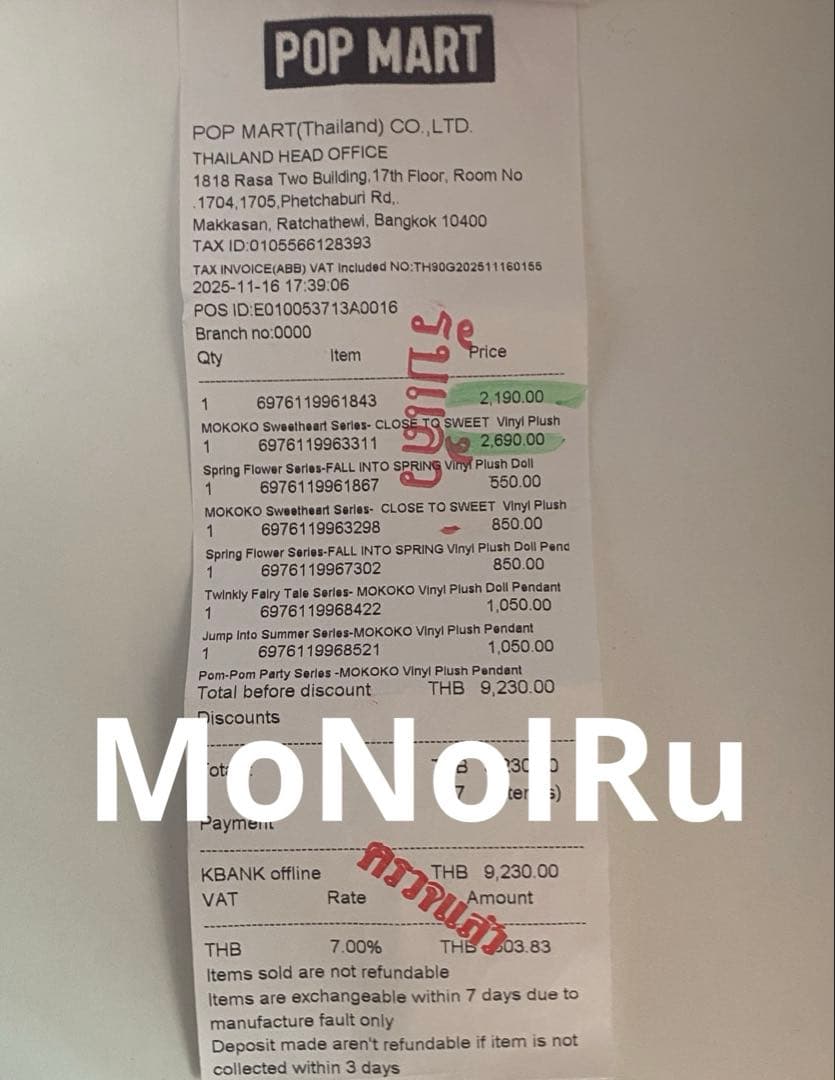 POP MART
POP MART(Thailand) CO.,LTD.
THAILAND HEAD OFFICE
1818 Rasa Two Building,17th Floor, Room No
.1704,1705,Phetchaburi Rd,.
Makkasan, Ratchathewi, Bangkok 10400
TAX ID:0105566128393
TAX INVOICE(ABB) VAT Included NO:TH90G202511160155
2025-11-16 17:39:06
POS ID:E010053713A0016
Branch no:0000
Qty Item Price
1 6976119961843 2,190.00
MOKOKO Sweetheart Series- CLOSE TO SWEET Vinyl Plush
1 6976119963311 2,690.00
Spring Flower Series-FALL INTO SPRING Vinyl Plush Doll
1 6976119961867 550.00
MOKOKO Sweetheart Series- CLOSE TO SWEET Vinyl Plush
1 6976119963298 850.00
Spring Flower Series-FALL INTO SPRING Vinyl Plush Doll Pend
1 6976119967302 850.00
Twinkly Fairy Tale Series- MOKOKO Vinyl Plush Doll Pendant
1 6976119968422 1,050.00
Jump Into Summer Series-MOKOKO Vinyl Plush Pendant
1 6976119968521 1,050.00
Pom-Pom Party Series -MOKOKO Vinyl Plush Pendant
Total before discount THB 9,230.00
Discounts
MoNoIRu
Payment
KBANK offline THB 9,230.00
VAT Rate Amount
ตรวจแล้ว
THB 7.00% THB 03.83
Items sold are not refundable
Items are exchangeable within 7 days due to
manufacture fault only
Deposit made aren't refundable if item is not
collected within 3 days